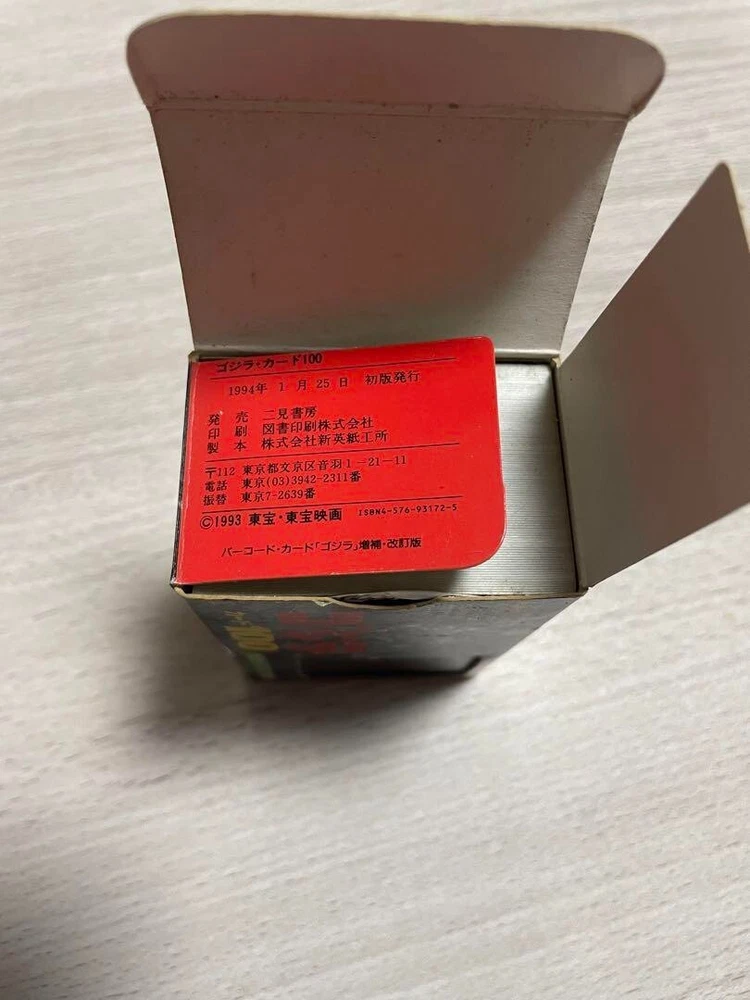 ゴジラ・カード100
1994年 1月25日 初版発行
発売 二見書房
印刷 図書印刷株式会社
製本 株式会社新英紙工所
〒112 東京都文京区音羽1-21-11
電話 東京(03)3942-2311番
振替 東京7-2639番
©1993 東宝・東宝映画 ISBN4-576-93172-5
バーコード・カード「ゴジラ」増補・改訂版